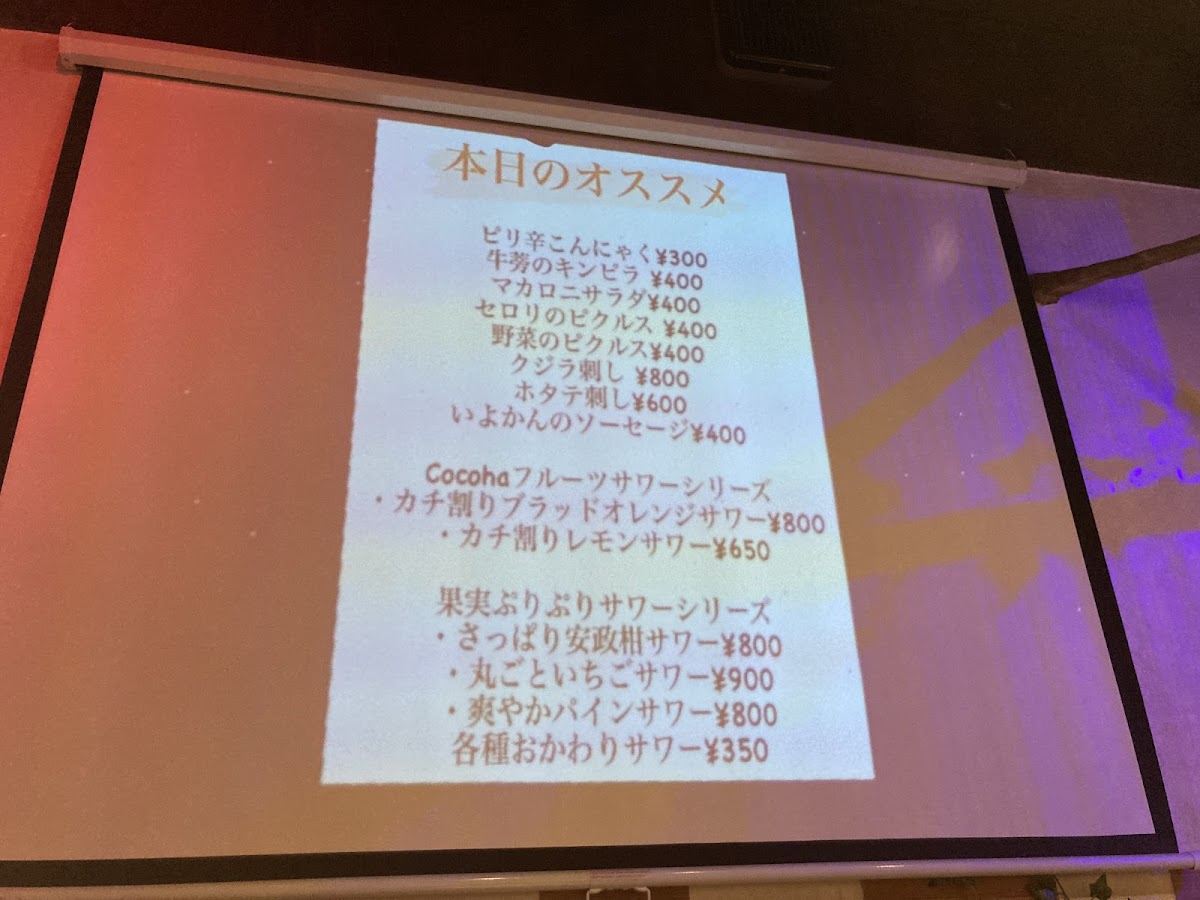 本日のオススメ
ピリ辛こんにゃく¥300
牛蒡のキンピラ ¥400
マカロニサラダ¥400
セロリのピクルス ¥400
野菜のピクルス¥400
クジラ刺し ¥800
ホタテ刺し¥600
いよかんのソーセージ¥400
Cocohaフルーツサワーシリーズ
・カチ割りブラッドオレンジサワー¥800
・カチ割りレモンサワー¥650
果実ぷりぷりサワーシリーズ
・さっぱり安政柑サワー¥800
・丸ごといちごサワー¥900
・爽やかパインサワー¥800
各種おかわりサワー¥350